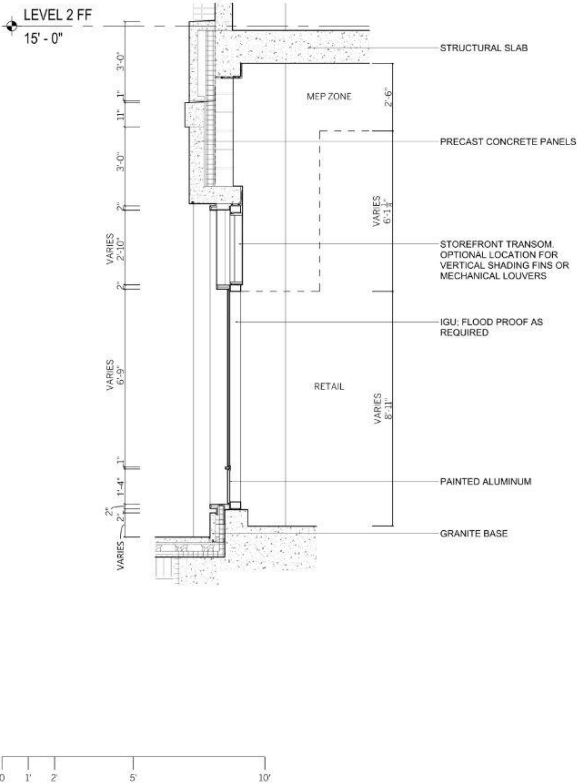 LEVEL 2 FF
15' - 0"
STRUCTURAL SLAB
3'-0"
MEP ZONE
2'-6"
1"
11"
PRECAST CONCRETE PANELS
3'-0"
VARIES
2"
VARIES
2'-10"
STOREFRONT TRANSOM.
OPTIONAL LOCATION FOR
VERTICAL SHADING FINS OR
MECHANICAL LOUVERS
2"
IGU; FLOOD PROOF AS
REQUIRED
VARIES
6'-9"
RETAIL
VARIES
8'-11"
1"
1'-4"
PAINTED ALUMINUM
2"
2"
GRANITE BASE
VARIES
0 1' 2' 5' 10'